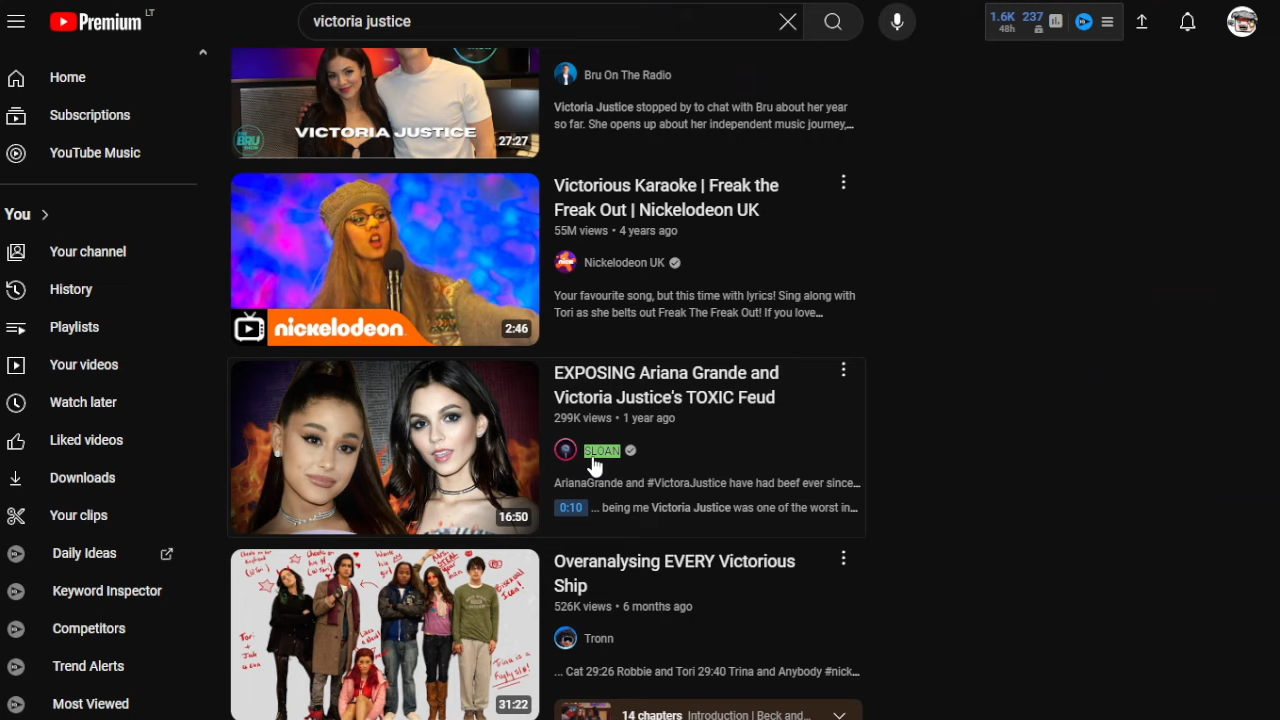 Premium LT
victoria justice
1.6K 237
48h
Home
Subscriptions
YouTube Music
You
Your channel
History
Playlists
Your videos
Watch later
Liked videos
Downloads
Your clips
Daily Ideas
Keyword Inspector
Competitors
Trend Alerts
Most Viewed
VICTORIA JUSTICE
27:27
Bru On The Radio
Victoria Justice stopped by to chat with Bru about her year
so far. She opens up about her independent music journey,...
nickelodeon
2:46
Victorious Karaoke | Freak the
Freak Out | Nickelodeon UK
55M views • 4 years ago
Nickelodeon UK
Your favourite song, but this time with lyrics! Sing along with
Tori as she belts out Freak The Freak Out! If you love...
16:50
EXPOSING Ariana Grande and
Victoria Justice's TOXIC Feud
299K views • 1 year ago
SLOAN
ArianaGrande and #VictoraJustice have had beef ever since...
0:10 ... being me Victoria Justice was one of the worst in...
31:22
Overanalysing EVERY Victorious
Ship
526K views • 6 months ago
Tronn
... Cat 29:26 Robbie and Tori 29:40 Trina and Anybody #nick...
14 chapters Introduction | Beck and...